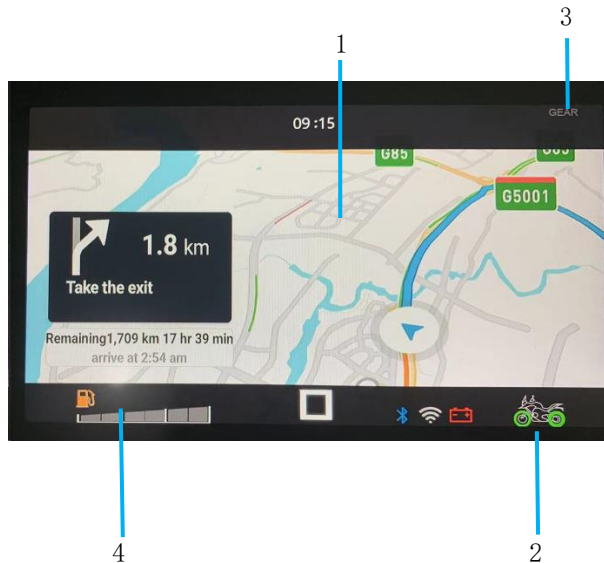 3
1
GEAR
09:15
G85
G5001
1.8 km
Take the exit
Remaining1,709 km 17 hr 39 min
arrive at 2:54 am
4
2